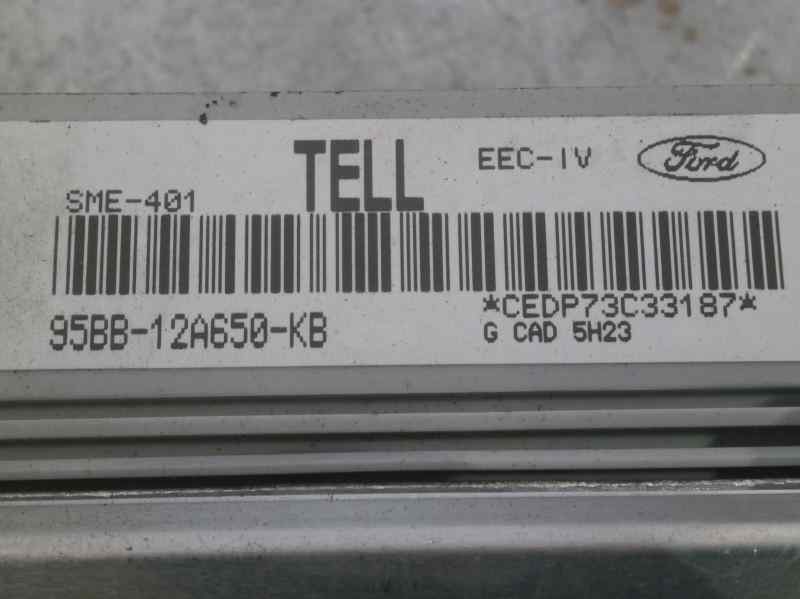 TELL EEC-IV Ford
SME-401
*CEDP73C33187*
95BB-12A650-KB
G CAD 5H23